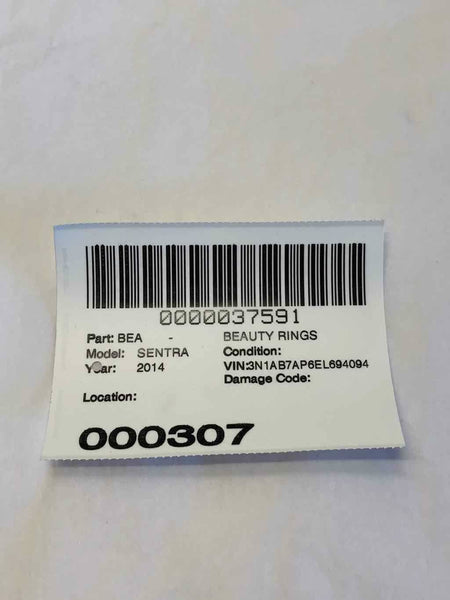 0000037591
Part: BEA - BEAUTY RINGS
Model: SENTRA Condition:
Year: 2014 VIN:3N1AB7AP6EL694094
Damage Code:
Location:
000307